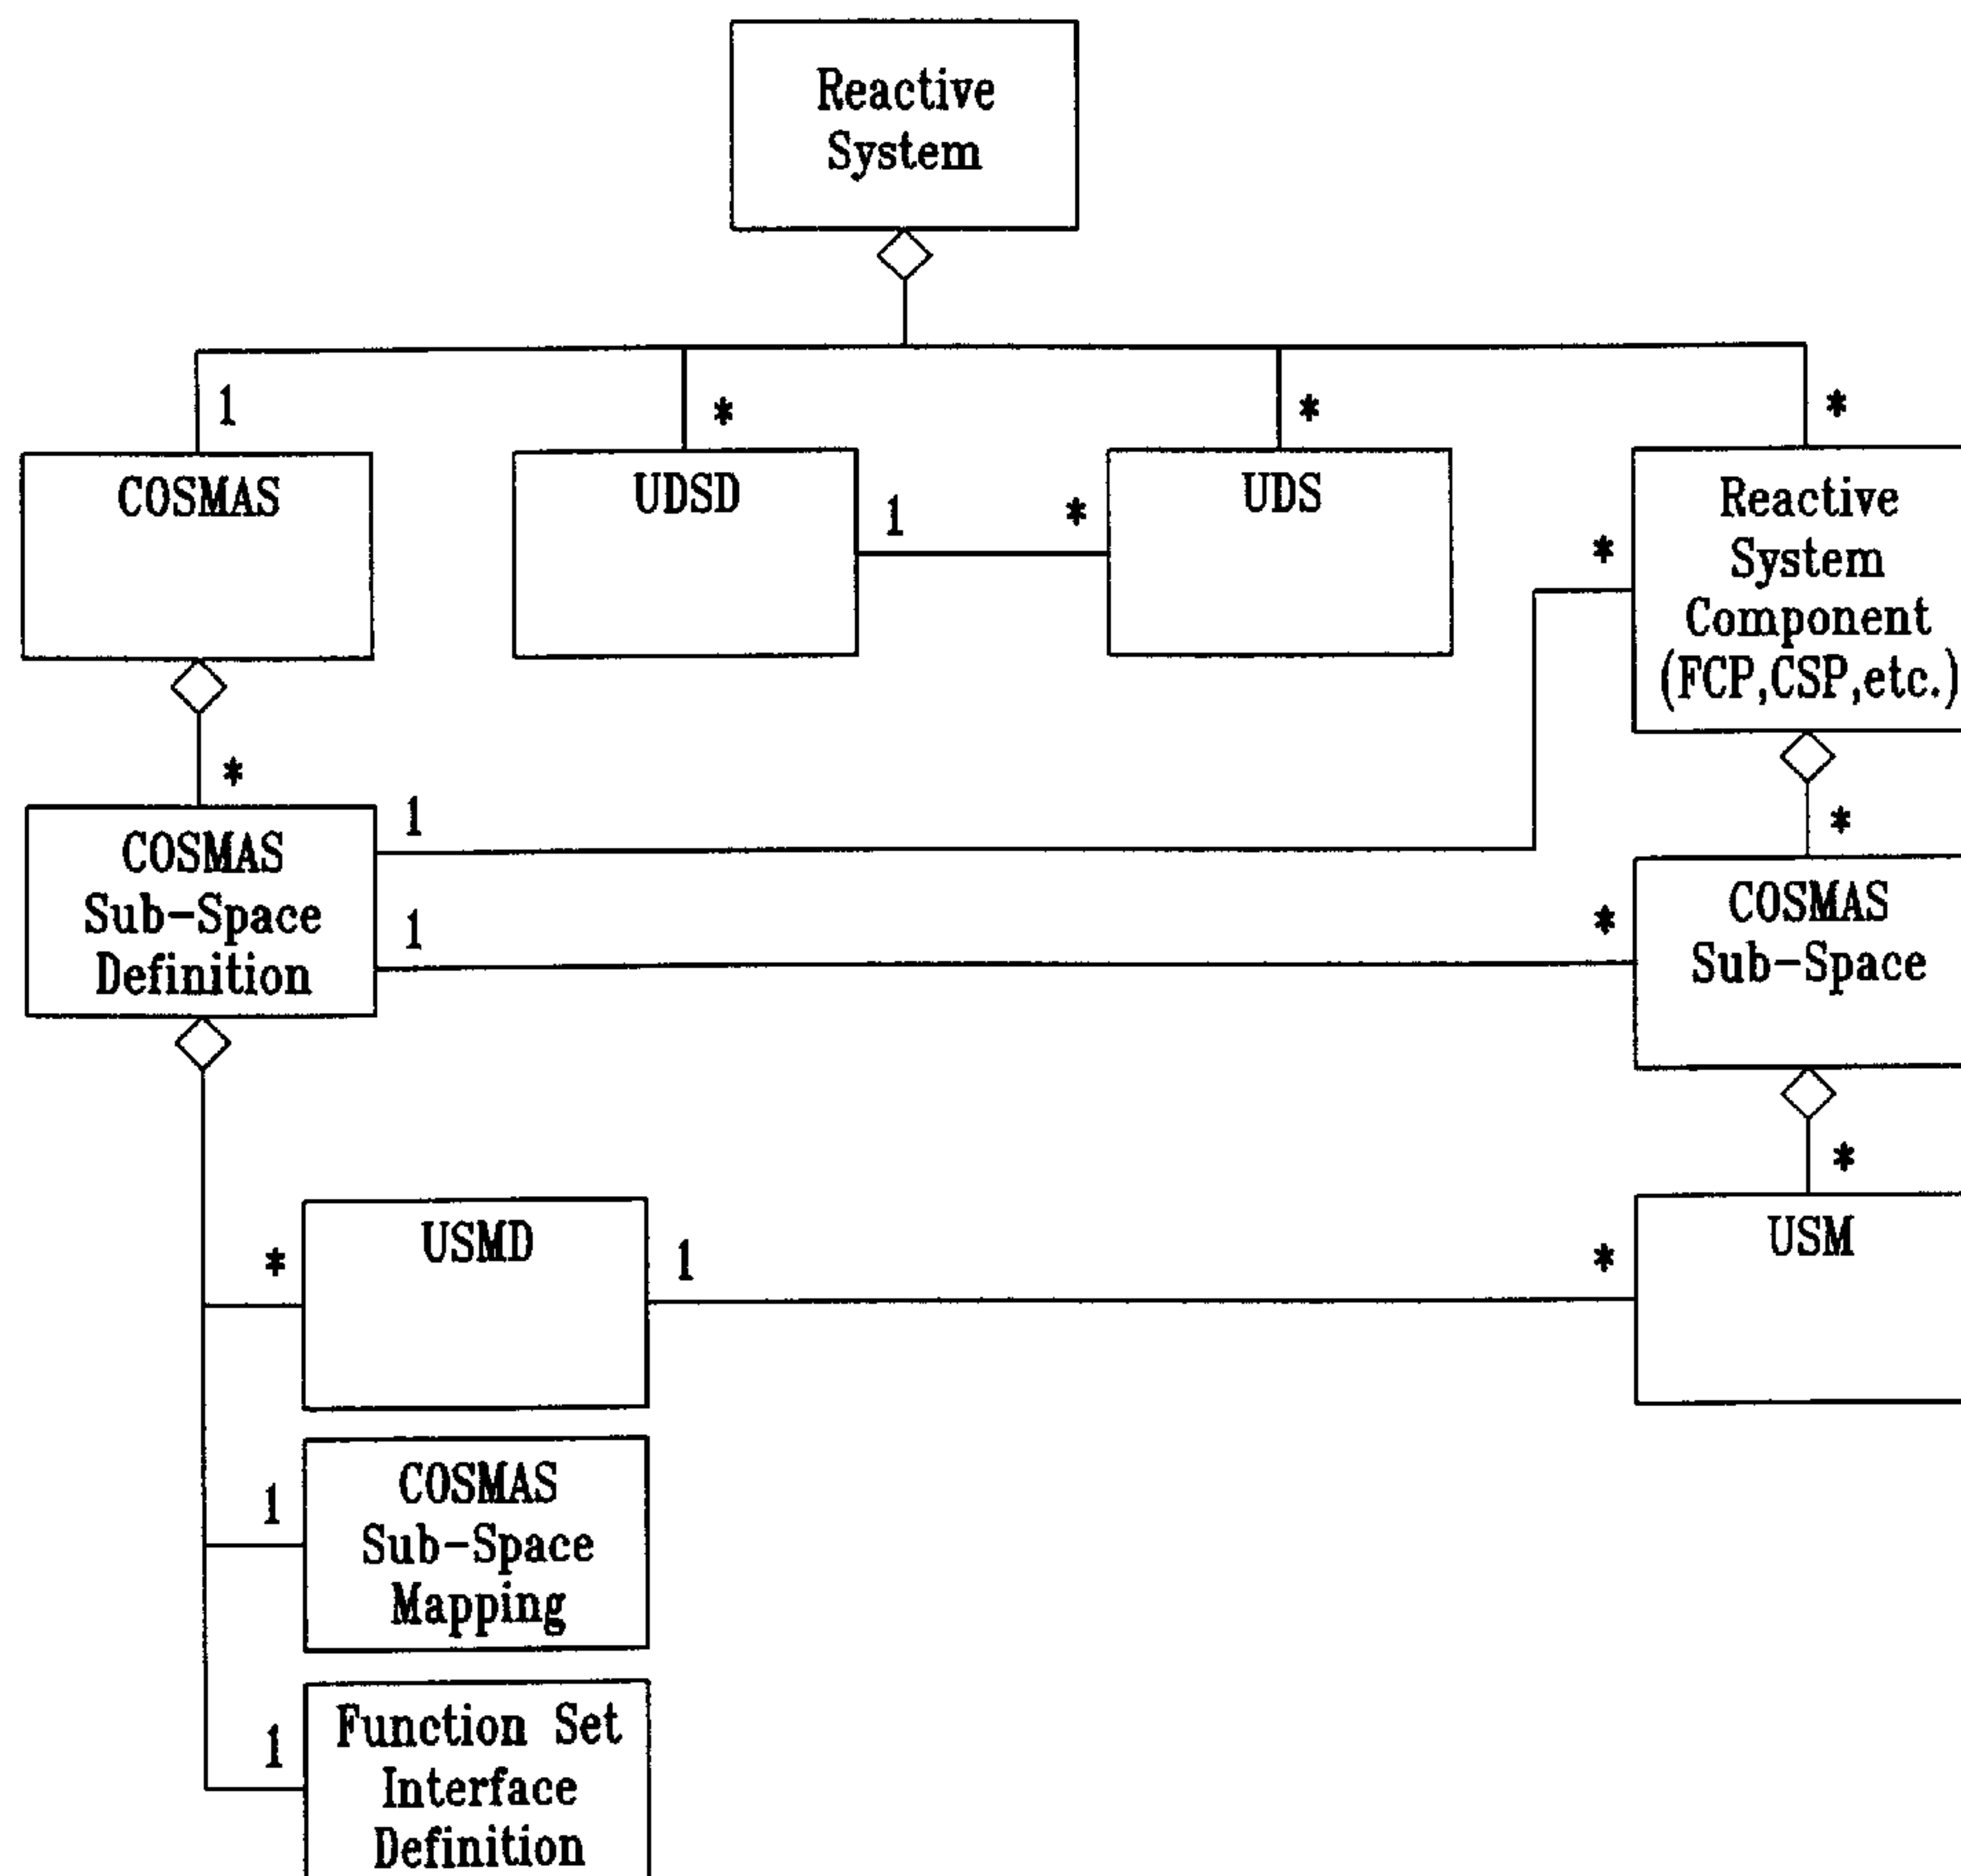 Reactive
System
1
*
*
*
COSMAS
UDSD
1
*
UDS
Reactive
System
Component
(FCP,CSP,etc.)
*
*
COSMAS
Sub-Space
Definition
1
1
*
*
COSMAS
Sub-Space
*
USMD
*
1
*
USM
1
COSMAS
Sub-Space
Mapping
1
Function Set
Interface
Definition